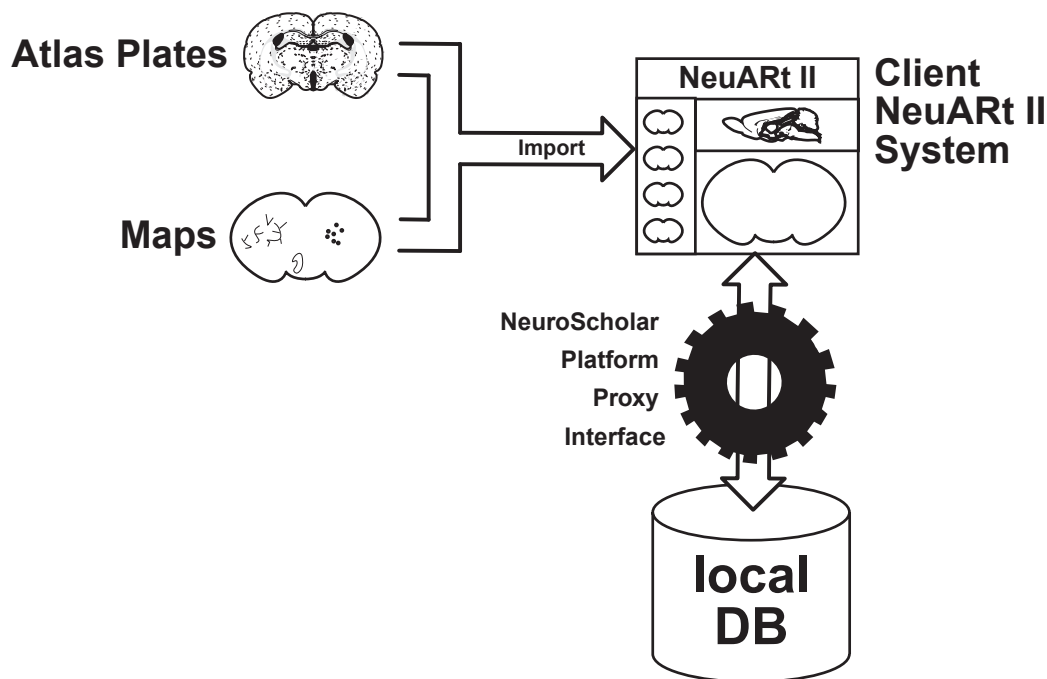 Atlas Plates
Maps
Import
NeuARt II
Client
NeuARt II
System
NeuroScholar
Platform
Proxy
Interface
local
DB